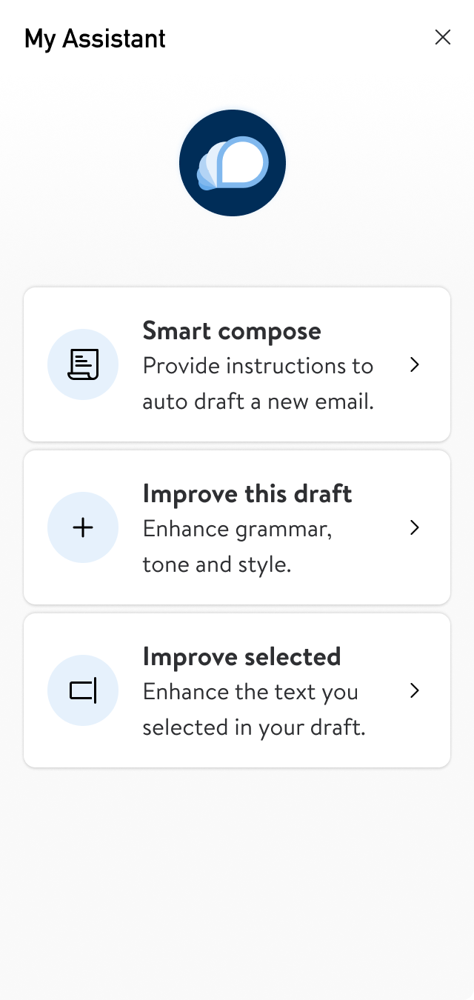 My Assistant
Smart compose
Provide instructions to
auto draft a new email.
Improve this draft
Enhance grammar,
tone and style.
Improve selected
Enhance the text you
selected in your draft.